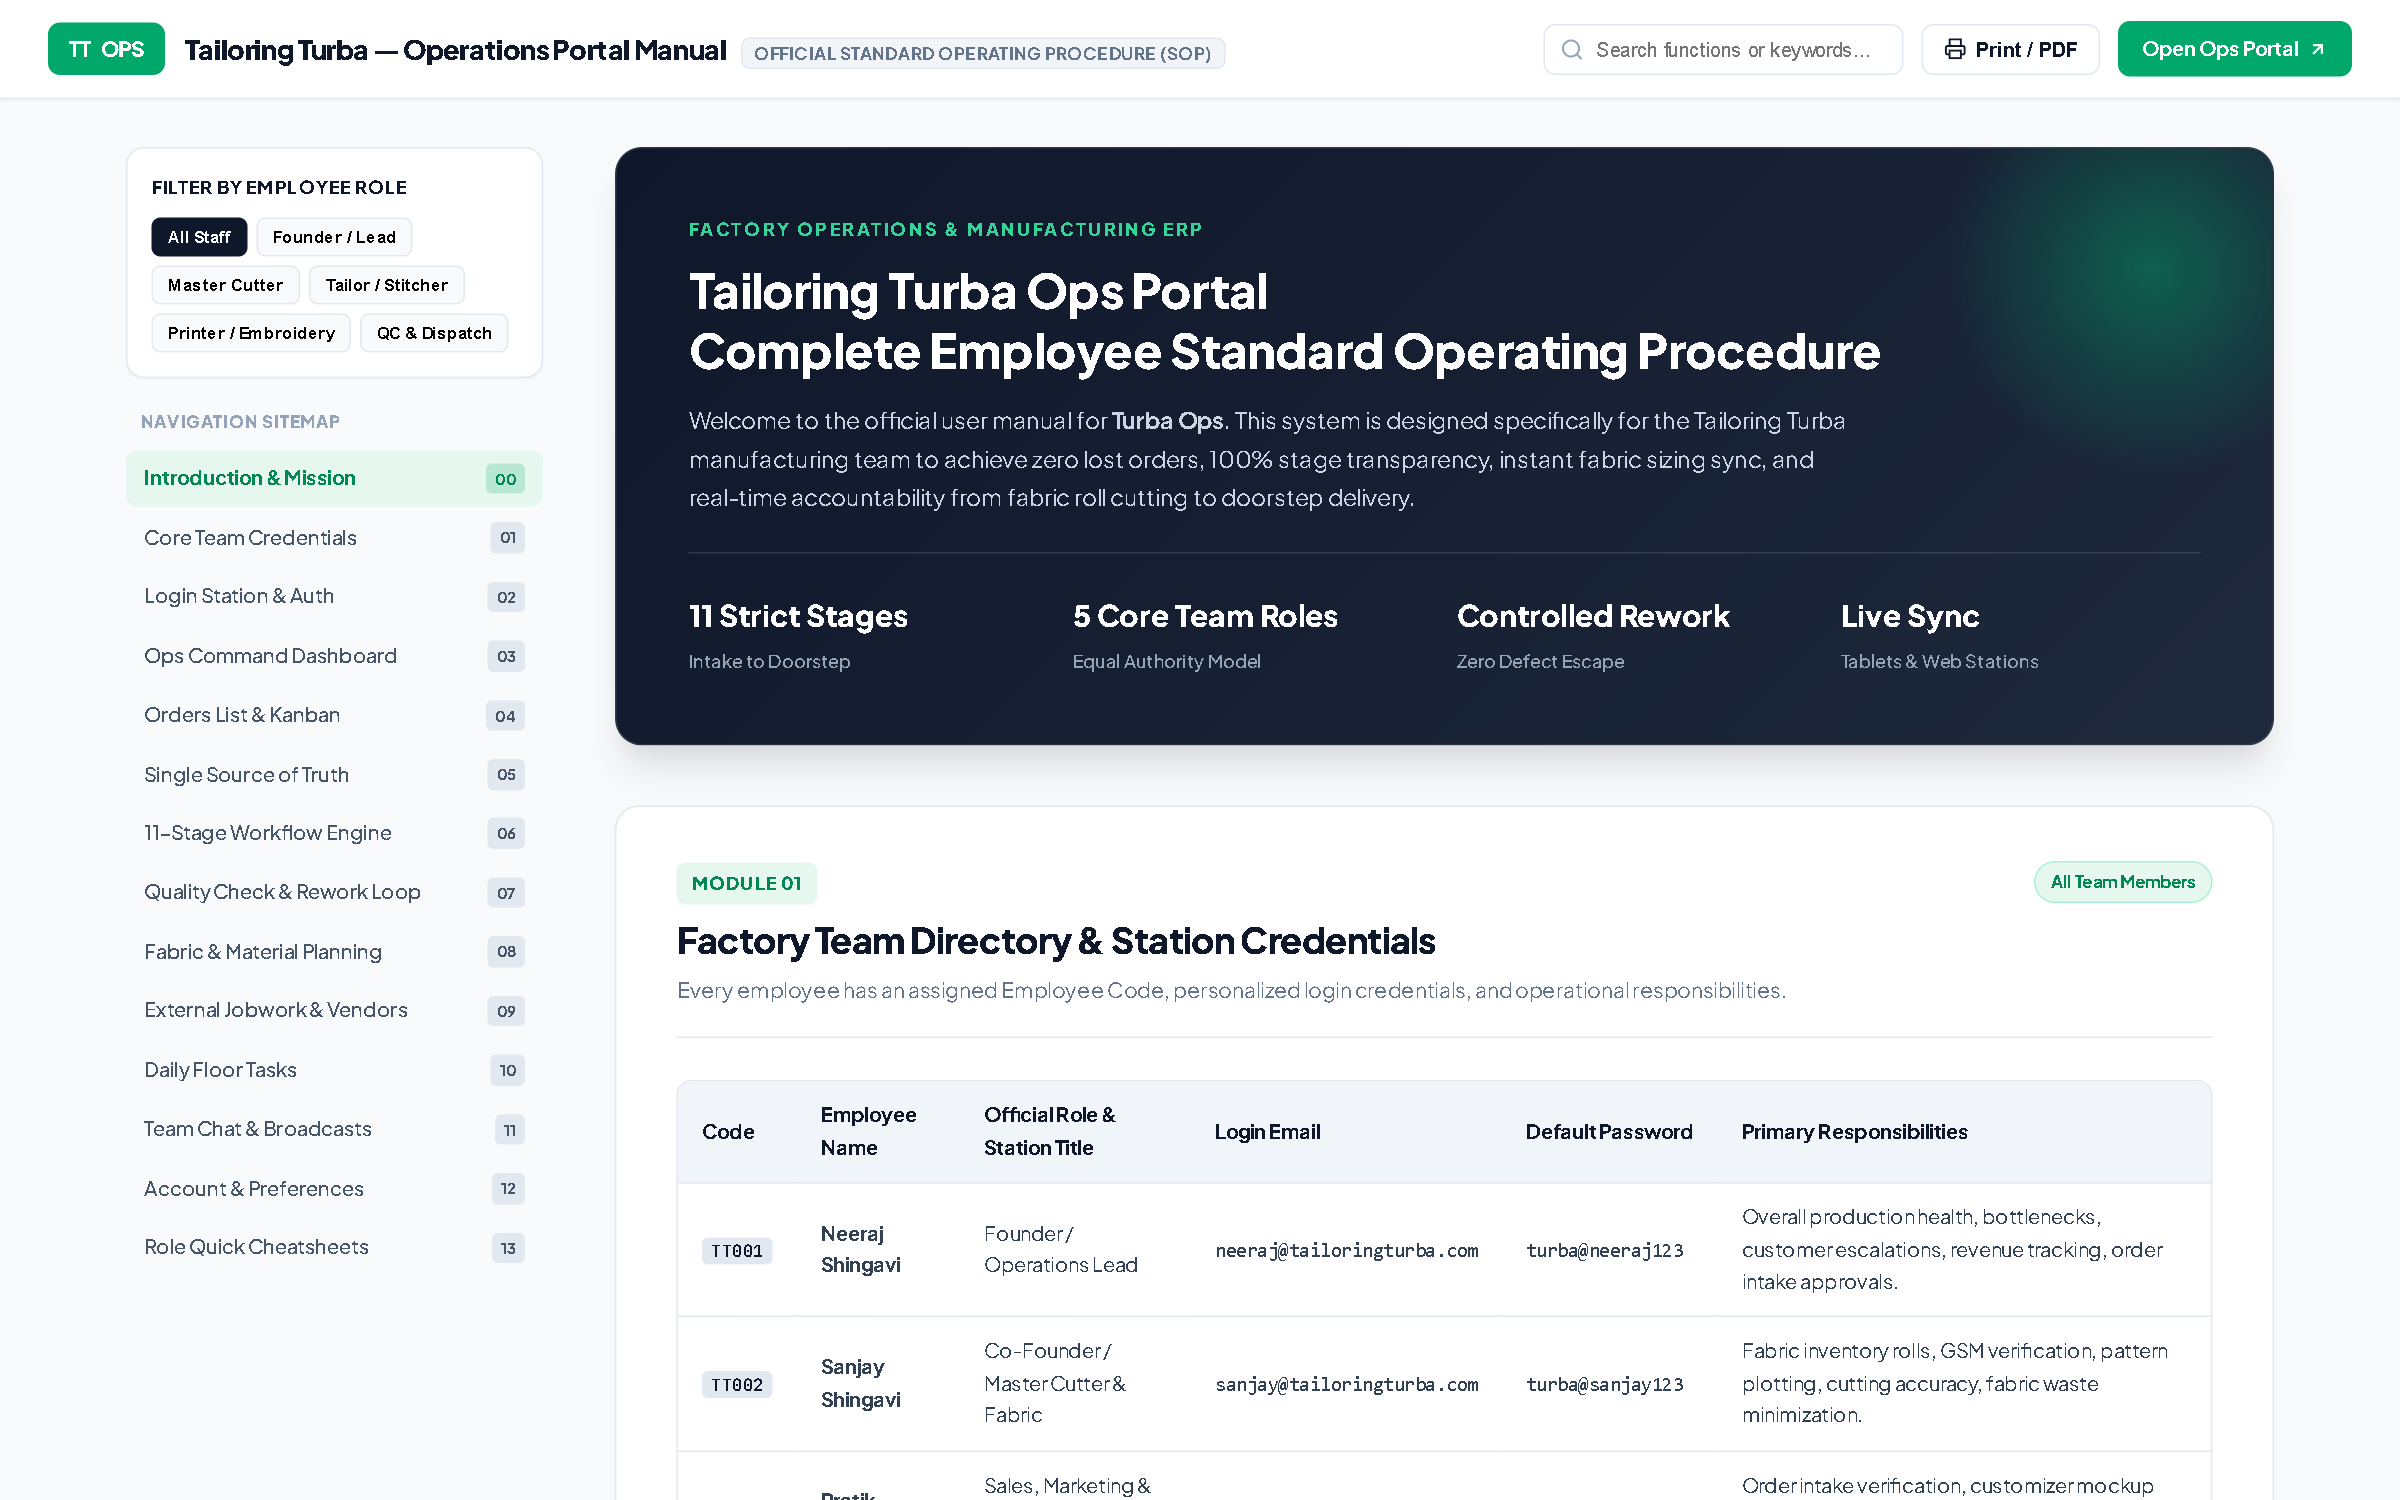 TT OPS
Tailoring Turba — Operations Portal Manual
OFFICIAL STANDARD OPERATING PROCEDURE (SOP)
Search functions or keywords...
Print / PDF
Open Ops Portal
FILTER BY EMPLOYEE ROLE
All Staff
Founder / Lead
Master Cutter
Tailor / Stitcher
Printer / Embroidery
QC & Dispatch
NAVIGATION SITEMAP
Introduction & Mission 00
Core Team Credentials 01
Login Station & Auth 02
Ops Command Dashboard 03
Orders List & Kanban 04
Single Source of Truth 05
11-Stage Workflow Engine 06
Quality Check & Rework Loop 07
Fabric & Material Planning 08
External Jobwork & Vendors 09
Daily Floor Tasks 10
Team Chat & Broadcasts 11
Account & Preferences 12
Role Quick Cheatsheets 13
FACTORY OPERATIONS & MANUFACTURING ERP
Tailoring Turba Ops Portal
Complete Employee Standard Operating Procedure
Welcome to the official user manual for Turba Ops. This system is designed specifically for the Tailoring Turba
manufacturing team to achieve zero lost orders, 100% stage transparency, instant fabric sizing sync, and
real-time accountability from fabric roll cutting to doorstep delivery.
11 Strict Stages
Intake to Doorstep
5 Core Team Roles
Equal Authority Model
Controlled Rework
Zero Defect Escape
Live Sync
Tablets & Web Stations
MODULE 01
All Team Members
Factory Team Directory & Station Credentials
Every employee has an assigned Employee Code, personalized login credentials, and operational responsibilities.
Code
Employee
Name
Official Role &
Station Title
Login Email
Default Password
Primary Responsibilities
TT001
Neeraj
Shingavi
Founder /
Operations Lead
neeraj@tailoringturba.com
turba@neeraj123
Overall production health, bottlenecks,
customer escalations, revenue tracking, order
intake approvals.
TT002
Sanjay
Shingavi
Co-Founder /
Master Cutter &
Fabric
sanjay@tailoringturba.com
turba@sanjay123
Fabric inventory rolls, GSM verification, pattern
plotting, cutting accuracy, fabric waste
minimization.
Pratik
Sales, Marketing &
Order intake verification, customizer mockup